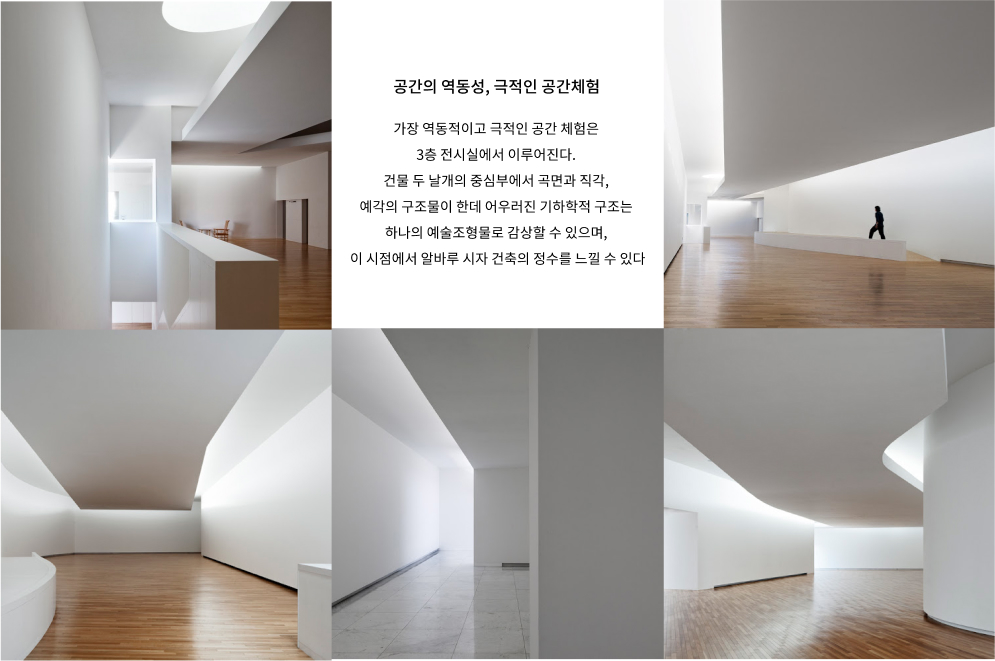 공간의 역동성, 극적인 공간체험
가장 역동적이고 극적인 공간 체험은
3층 전시실에서 이루어진다.
건물 두 날개의 중심부에서 곡면과 직각,
예각의 구조물이 한데 어우러진 기하학적 구조는
하나의 예술조형물로 감상할 수 있으며,
이 시점에서 알바루 시자 건축의 정수를 느낄 수 있다